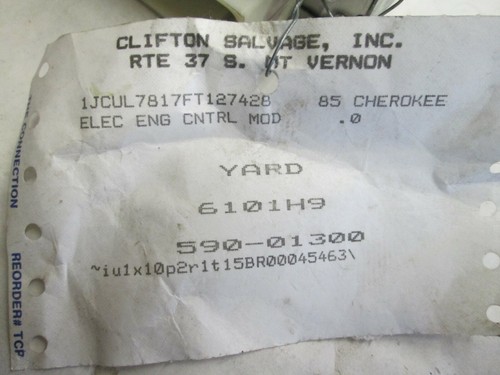 CLIFTON SALVAGE, INC.
RTE 37 S. MT VERNON
1JCUL7817FT127428 85 CHEROKEE
ELEC ENG CNTRL MOD .0
YARD
6101H9
590-01300
~iu1x10p2r1t15BR00045463\
CONNECTION
REORDER# TCP